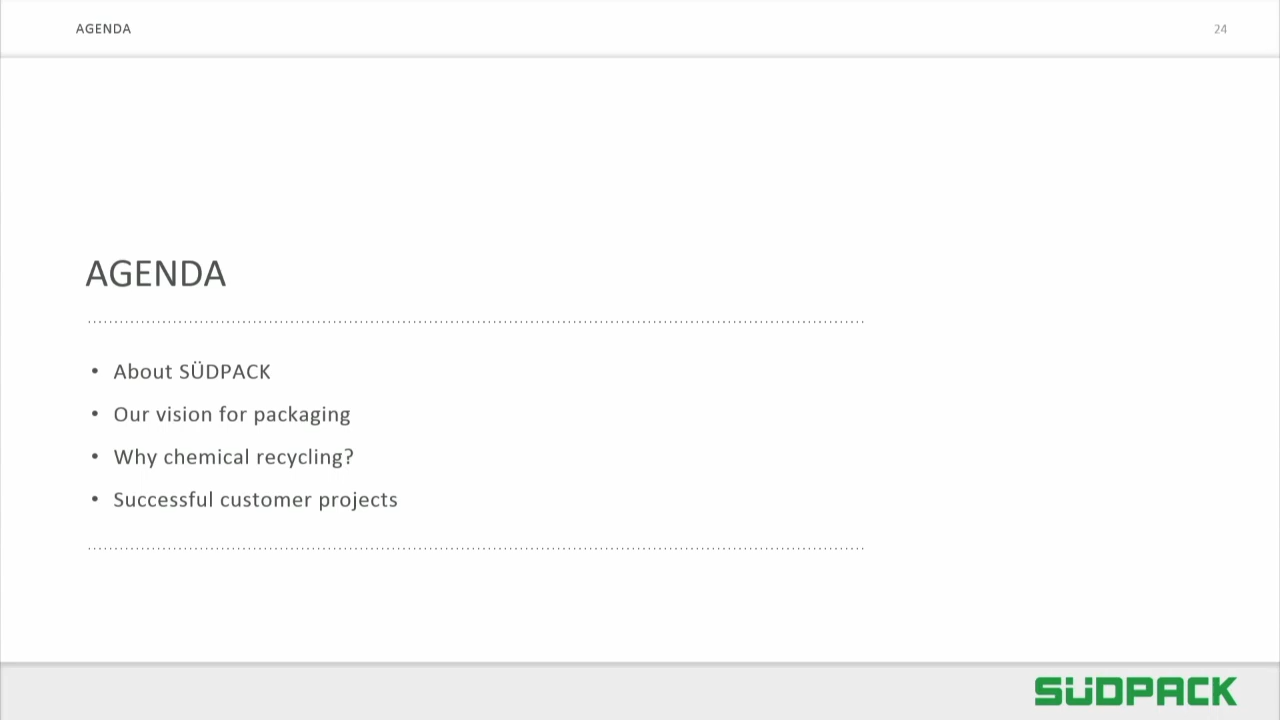 AGENDA
24
AGENDA
• About SÜDPACK
• Our vision for packaging
• Why chemical recycling?
• Successful customer projects
SÜDPACK